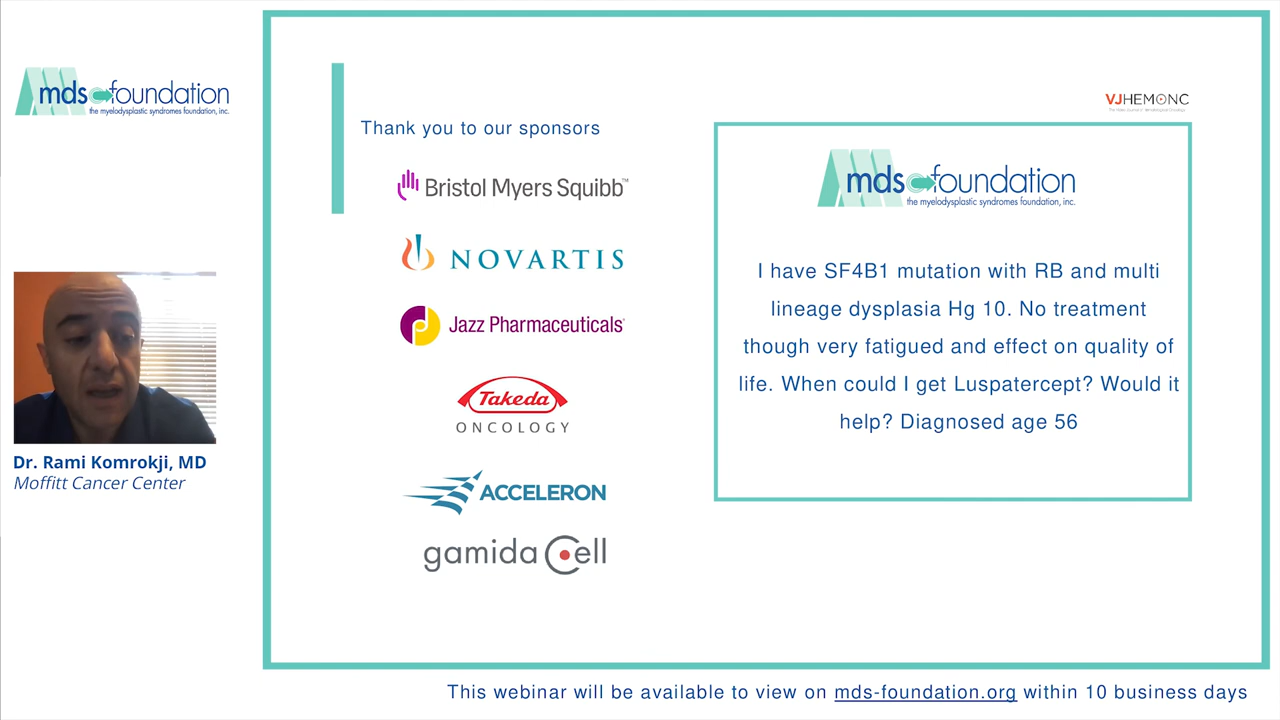 mds foundation
the myelodysplastic syndromes foundation, inc.
Dr. Rami Komrokji, MD
Moffitt Cancer Center
Thank you to our sponsors
Bristol Myers Squibb™
NOVARTIS
Jazz Pharmaceuticals
Takeda
ONCOLOGY
ACCELERON
gamida Cell
VJHEMONC
mds foundation
the myelodysplastic syndromes foundation, inc.
I have SF4B1 mutation with RB and multi
lineage dysplasia Hg 10. No treatment
though very fatigued and effect on quality of
life. When could I get Luspatercept? Would it
help? Diagnosed age 56
This webinar will be available to view on mds-foundation.org within 10 business days